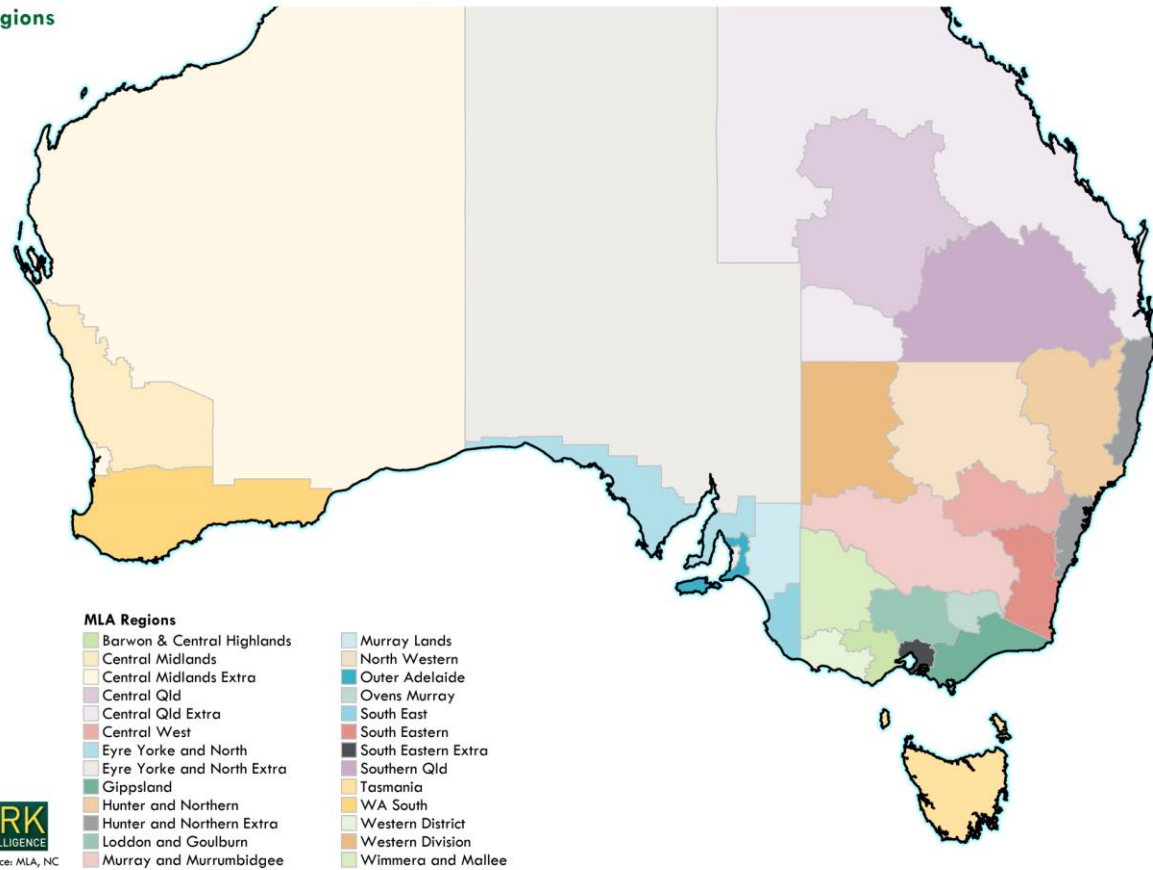 gions
MLA Regions
Barwon & Central Highlands
Central Midlands
Central Midlands Extra
Central Qld
Central Qld Extra
Central West
Eyre Yorke and North
Eyre Yorke and North Extra
Gippsland
Hunter and Northern
Hunter and Northern Extra
Loddon and Goulburn
Murray and Murrumbidgee
Murray Lands
North Western
Outer Adelaide
Ovens Murray
South East
South Eastern
South Eastern Extra
Southern Qld
Tasmania
WA South
Western District
Western Division
Wimmera and Mallee
RK
LLIGENCE
ce: MLA, NC